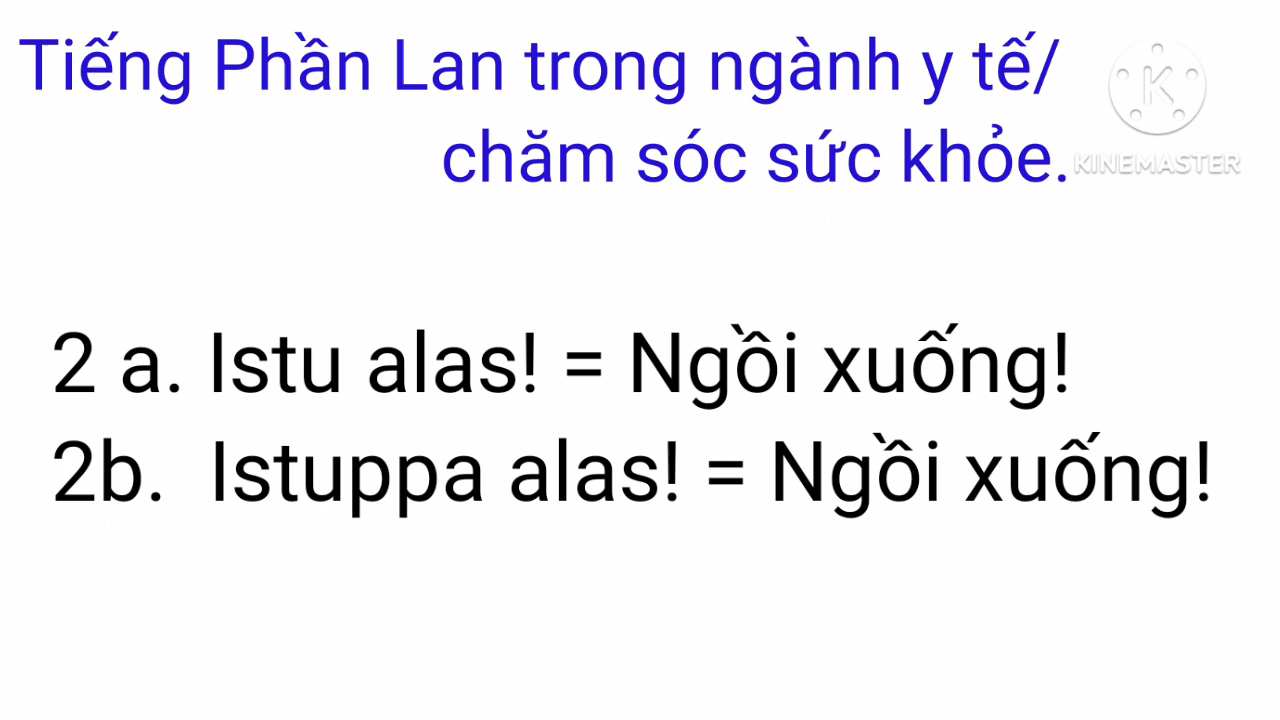 Tiếng Phần Lan trong ngành y tế/
chăm sóc sức khỏe.
KINEMASTER
2 a. Istu alas! = Ngồi xuống!
2b. Istuppa alas! = Ngồi xuống!